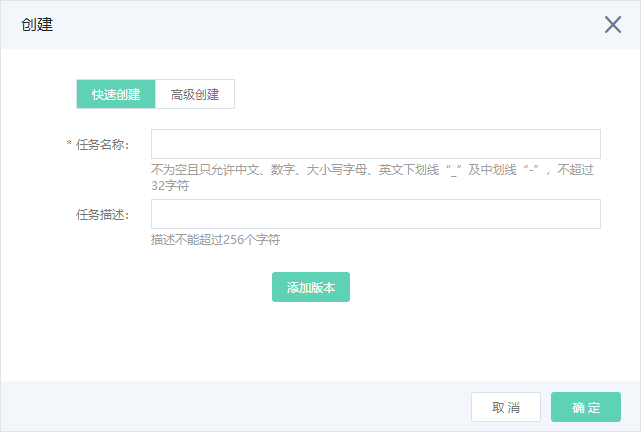 创建
快速创建 高级创建
* 任务名称：
不为空且只允许中文、数字、大小写字母、英文下划线“_”及中划线“-”，不超过
32字符
任务描述：
描述不能超过256个字符
添加版本
取 消 确 定